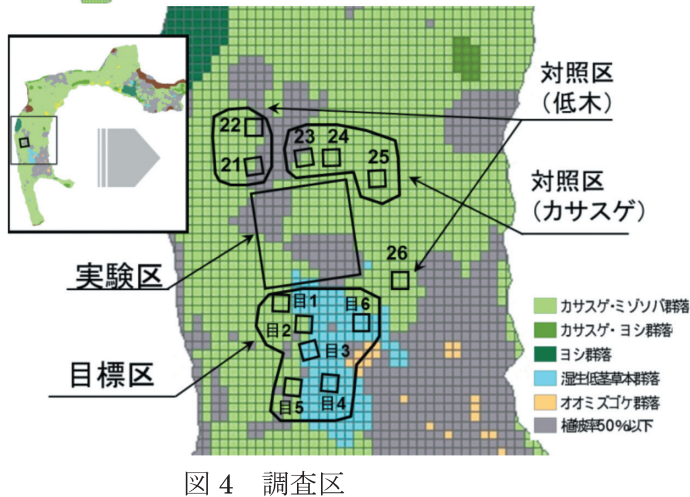 対照区
(低木)
22
23
24
21
25
対照区
(カサスゲ)
26
実験区
目1
目6
目2
目3
目標区
目5
目4
カサスゲ・ミゾソバ群落
カサスゲ・ヨシ群落
ヨシ群落
湿生低茎草本群落
オオミズゴケ群落
植被率50%以下
図4 調査区